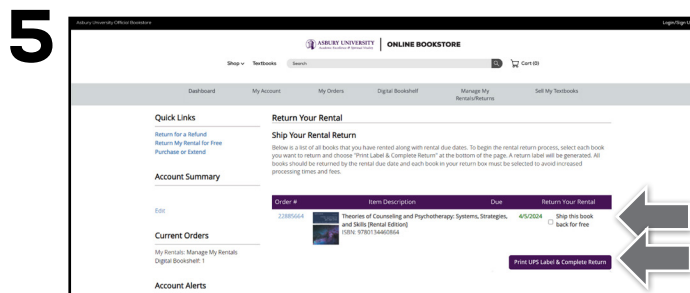 5
Asbury University Official Bookstore
Login/Sign U
ASBURY UNIVERSITY
Academic Excellence & Spiritual Vitality
ONLINE BOOKSTORE
Shop
Textbooks
Search
Cart (0)
Dashboard
My Account
My Orders
Digital Bookshelf
Manage My
Rentals/Returns
Sell My Textbooks
Quick Links
Return for a Refund
Return My Rental for Free
Purchase or Extend
Account Summary
Edit
Current Orders
My Rentals: Manage My Rentals
Digital Bookshelf: 1
Account Alerts
Return Your Rental
Ship Your Rental Return
Below is a list of all books that you have rented along with rental due dates. To begin the rental return process, select each book
you want to return and choose "Print Label & Complete Return" at the bottom of the page. A return label will be generated. All
books should be returned by the rental due date and each book in your return box must be selected to avoid increased
processing times and fees.
Order #
Item Description
Due
Return Your Rental
22885664
Theories of Counseling and Psychotherapy: Systems, Strategies,
and Skills [Rental Edition]
ISBN: 9780134460864
4/5/2024
Ship this book
back for free
Print UPS Label & Complete Return